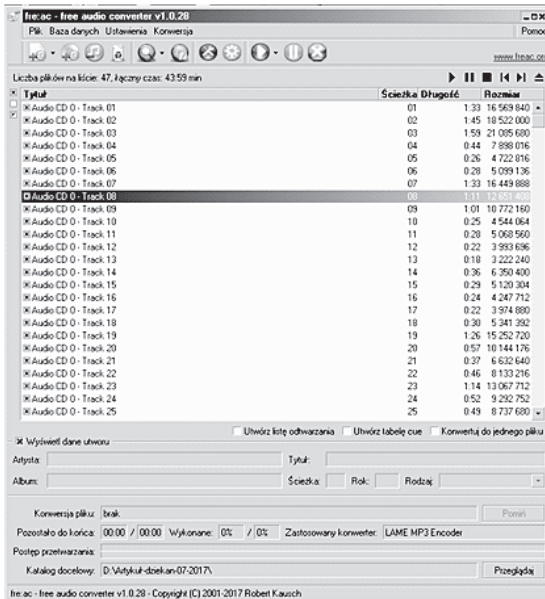 fre:ac - free audio converter v1.0.28
Plik Baza danych Ustawienia Konwersja Pomoc
www.freac.org
Liczba plików na liście: 47, łączny czas: 43:59 min
Tytuł Ścieżka Długość Rozmiar
Audio CD 0 - Track 01 01 1:33 16 569 840
Audio CD 0 - Track 02 02 1:45 18 522 000
Audio CD 0 - Track 03 03 1:59 21 085 680
Audio CD 0 - Track 04 04 0:44 7 898 016
Audio CD 0 - Track 05 05 0:26 4 722 816
Audio CD 0 - Track 06 06 0:28 5 099 136
Audio CD 0 - Track 07 07 1:33 16 449 888
Audio CD 0 - Track 08 08 1:11 12 651 408
Audio CD 0 - Track 09 09 1:01 10 772 160
Audio CD 0 - Track 10 10 0:25 4 544 064
Audio CD 0 - Track 11 11 0:28 5 068 560
Audio CD 0 - Track 12 12 0:22 3 993 696
Audio CD 0 - Track 13 13 0:18 3 222 240
Audio CD 0 - Track 14 14 0:36 6 350 400
Audio CD 0 - Track 15 15 0:29 5 120 304
Audio CD 0 - Track 16 16 0:24 4 247 712
Audio CD 0 - Track 17 17 0:22 3 974 880
Audio CD 0 - Track 18 18 0:30 5 341 392
Audio CD 0 - Track 19 19 1:26 15 252 720
Audio CD 0 - Track 20 20 0:57 10 144 176
Audio CD 0 - Track 21 21 0:37 6 632 640
Audio CD 0 - Track 22 22 0:46 8 133 216
Audio CD 0 - Track 23 23 1:14 13 067 712
Audio CD 0 - Track 24 24 0:52 9 292 752
Audio CD 0 - Track 25 25 0:49 8 737 680
Utwórz listę odtwarzania Utwórz tabelę cue Konwertuj do jednego pliku
Wyświetl dane utworu
Artysta: Tytuł:
Album: Ścieżka: Rok: Rodzaj:
Konwersja pliku: brak Pomiń
Pozostało do końca: 00:00 / 00:00 Wykonane: 0% / 0% Zastosowany konwerter: LAME MP3 Encoder
Postęp przetwarzania:
Katalog docelowy: D:\Artykuł-dziekan-07-2017\ Przeglądaj
fre:ac - free audio converter v1.0.28 - Copyright (C) 2001-2017 Robert Kausch